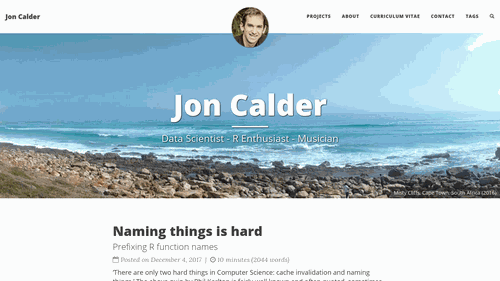 Jon Calder
PROJECTS ABOUT CURRICULUM VITAE CONTACT TAGS
Jon Calder
Data Scientist - R Enthusiast - Musician
Misty Cliffs, Cape Town, South Africa (2016)
Naming things is hard
Prefixing R function names
Posted on December 4, 2017 | 10 minutes (2044 words)
'There are only two hard things in Computer Science: cache invalidation and naming
things.' The above quip by Phil Karlton is fairly well known and often quoted, sometimes